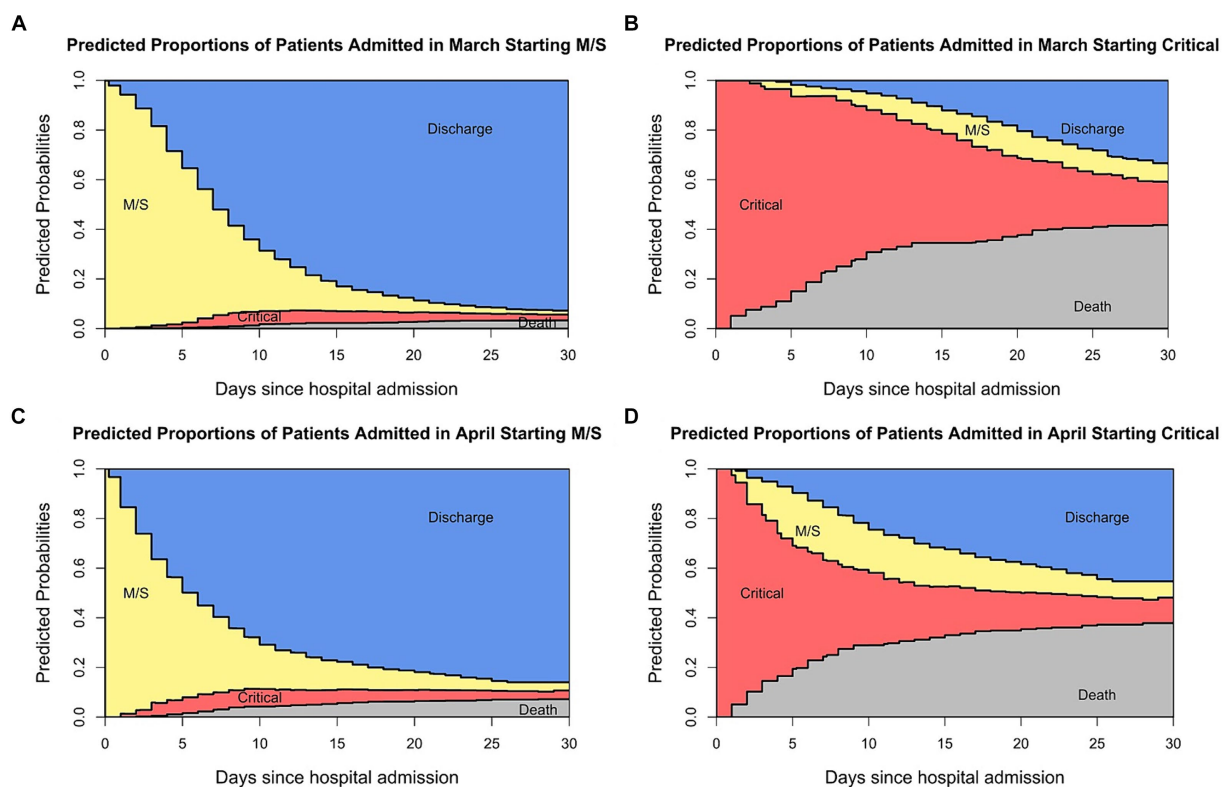 A
Predicted Proportions of Patients Admitted in March Starting M/S
Predicted Probabilities
1.0
0.8
0.6
0.4
0.2
0.0
Discharge
M/S
Critical
Death
0 5 10 15 20 25 30
Days since hospital admission
B
Predicted Proportions of Patients Admitted in March Starting Critical
Predicted Probabilities
1.0
0.8
0.6
0.4
0.2
0.0
Discharge
M/S
Critical
Death
0 5 10 15 20 25 30
Days since hospital admission
C
Predicted Proportions of Patients Admitted in April Starting M/S
Predicted Probabilities
1.0
0.8
0.6
0.4
0.2
0.0
Discharge
M/S
Critical
Death
0 5 10 15 20 25 30
Days since hospital admission
D
Predicted Proportions of Patients Admitted in April Starting Critical
Predicted Probabilities
1.0
0.8
0.6
0.4
0.2
0.0
Discharge
M/S
Critical
Death
0 5 10 15 20 25 30
Days since hospital admission